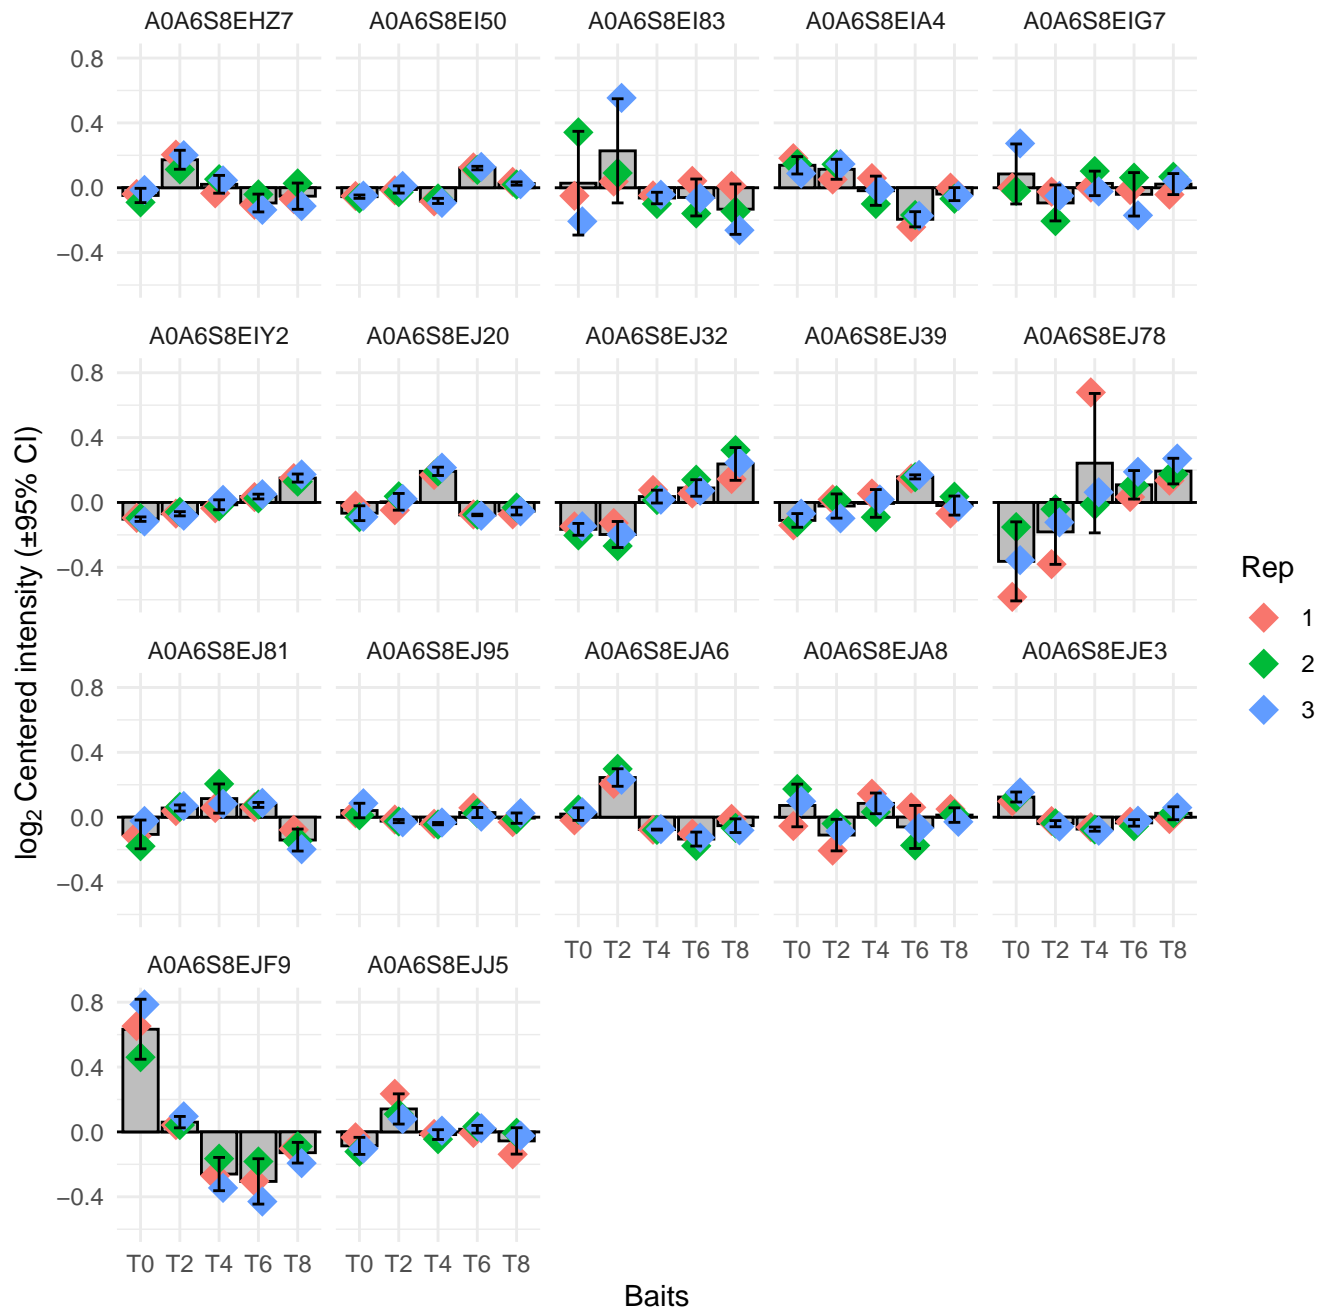 A0A6S8EHZ7 A0A6S8EI50 A0A6S8EI83 A0A6S8EIA4 A0A6S8EIG7
0.8
0.4
0.0
−0.4
A0A6S8EIY2 A0A6S8EJ20 A0A6S8EJ32 A0A6S8EJ39 A0A6S8EJ78
0.8
0.4
0.0
−0.4
log2 Centered intensity (±95% CI)
Rep
1
2
3
A0A6S8EJ81 A0A6S8EJ95 A0A6S8EJA6 A0A6S8EJA8 A0A6S8EJE3
0.8
0.4
0.0
−0.4
T0 T2 T4 T6 T8 T0 T2 T4 T6 T8 T0 T2 T4 T6 T8
A0A6S8EJF9 A0A6S8EJJ5
0.8
0.4
0.0
−0.4
T0 T2 T4 T6 T8 T0 T2 T4 T6 T8
Baits